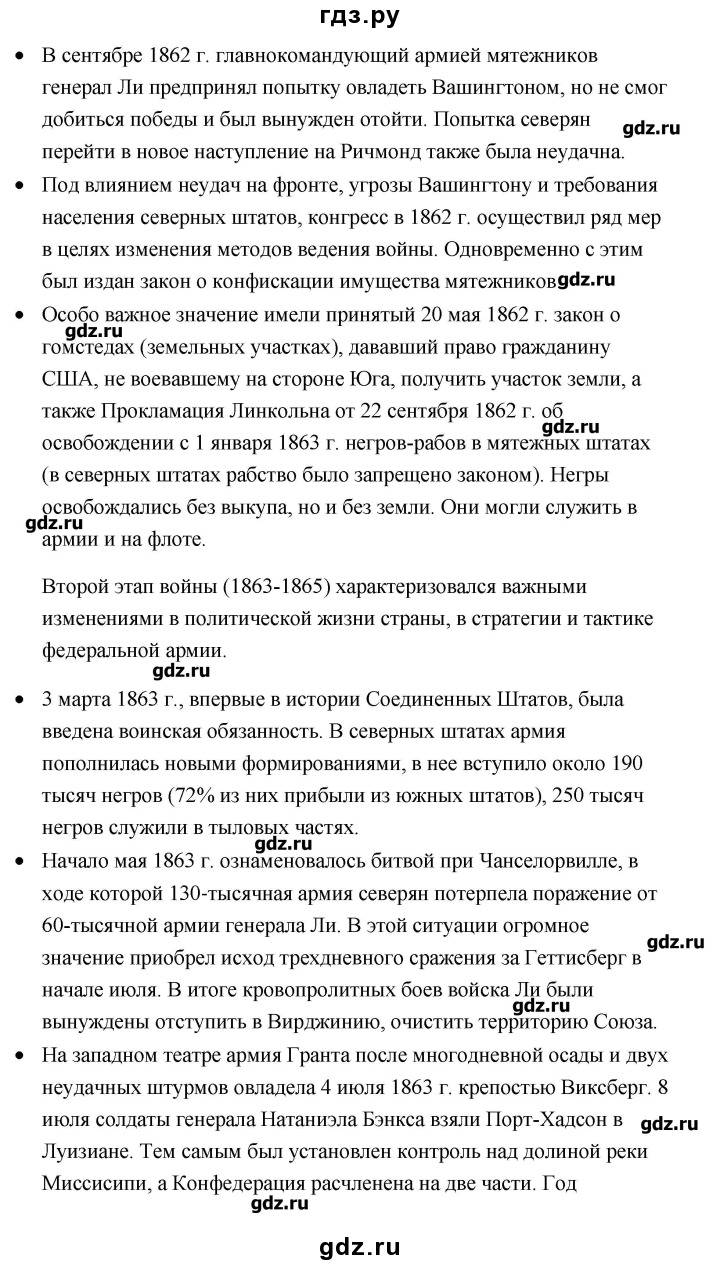 гдз.ру
• В сентябре 1862 г. главнокомандующий армией мятежников
генерал Ли предпринял попытку овладеть Вашингтоном, но не смог
добиться победы и был вынужден отойти. Попытка северян
gdz.ru
перейти в новое наступление на Ричмонд также была неудачна.
• Под влиянием неудач на фронте, угрозы Вашингтону и требования
населения северных штатов, конгресс в 1862 г. осуществил ряд мер
в целях изменения методов ведения войны. Одновременно с этим
был издан закон о конфискации имущества мятежников
gdz.ru
• Особо важное значение имели принятый 20 мая 1862 г. закон о
gdz.ru
гомстедах (земельных участках), дававший право гражданину
США, не воевавшему на стороне Юга, получить участок земли, а
также Прокламация Линкольна от 22 сентября 1862 г. об
gdz.ru
освобождении с 1 января 1863 г. негров-рабов в мятежных штатах
(в северных штатах рабство было запрещено законом). Негры
освобождались без выкупа, но и без земли. Они могли служить в
gdz.ru
армии и на флоте.
Второй этап войны (1863-1865) характеризовался важными
изменениями в политической жизни страны, в стратегии и тактике
федеральной армии.
gdz.ru
• 3 марта 1863 г., впервые в истории Соединенных Штатов, была
введена воинская обязанность. В северных штатах армия
пополнилась новыми формированиями, в нее вступило около 190
тысяч негров (72% из них прибыли из южных штатов), 250 тысяч
негров служили в тыловых частях.
gdz.ru
• Начало мая 1863 г. ознаменовалось битвой при Чанселорвилле, в
ходе которой 130-тысячная армия северян потерпела поражение от
60-тысячной армии генерала Ли. В этой ситуации огромное
gdz.ru
значение приобрел исход трехдневного сражения за Геттисберг в
начале июля. В итоге кровопролитных боев войска Ли были
gdz.ru
вынуждены отступить в Вирджинию, очистить территорию Союза.
• На западном театре армия Гранта после многодневной осады и двух
неудачных штурмов овладела 4 июля 1863 г. крепостью Виксберг. 8
июля солдаты генерала Натаниэла Бэнкса взяли Порт-Хадсон в
gdz.ru
Луизиане. Тем самым был установлен контроль над долиной реки
Миссисипи, а Конфедерация расчленена на две части. Год
gdz.ru
gdz.ru